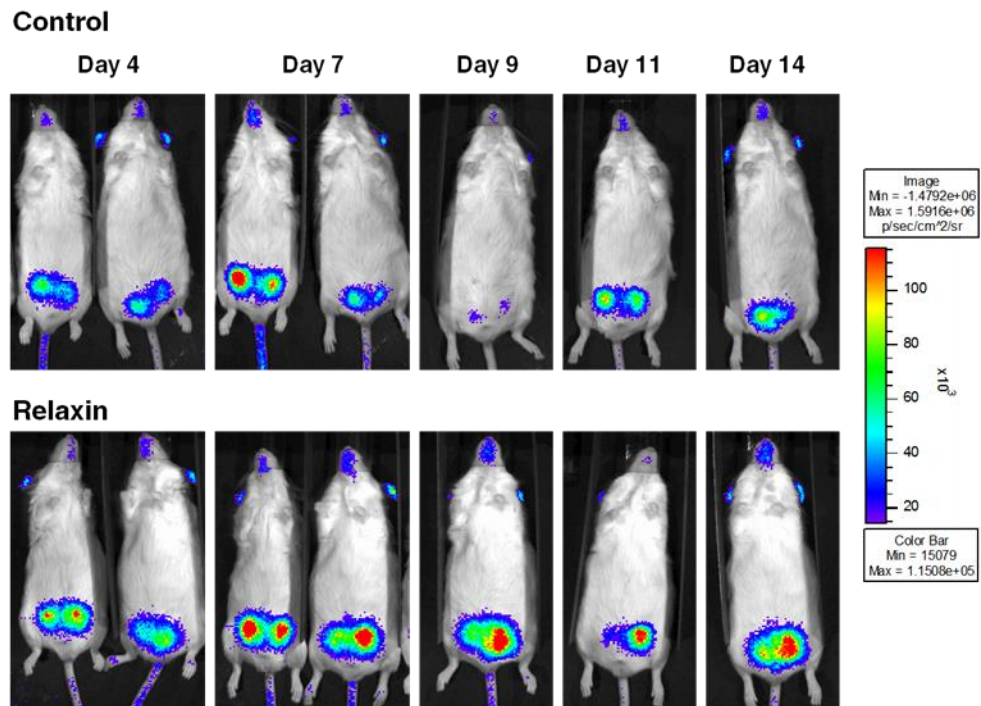 Control
Day 4 Day 7 Day 9 Day 11 Day 14
Image
Min = -1.4792e+06
Max = 1.5916e+06
p/sec/cm^2/sr
100
80
60
40
20
x10^3
Color Bar
Min = 15079
Max = 1.1508e+05
Relaxin